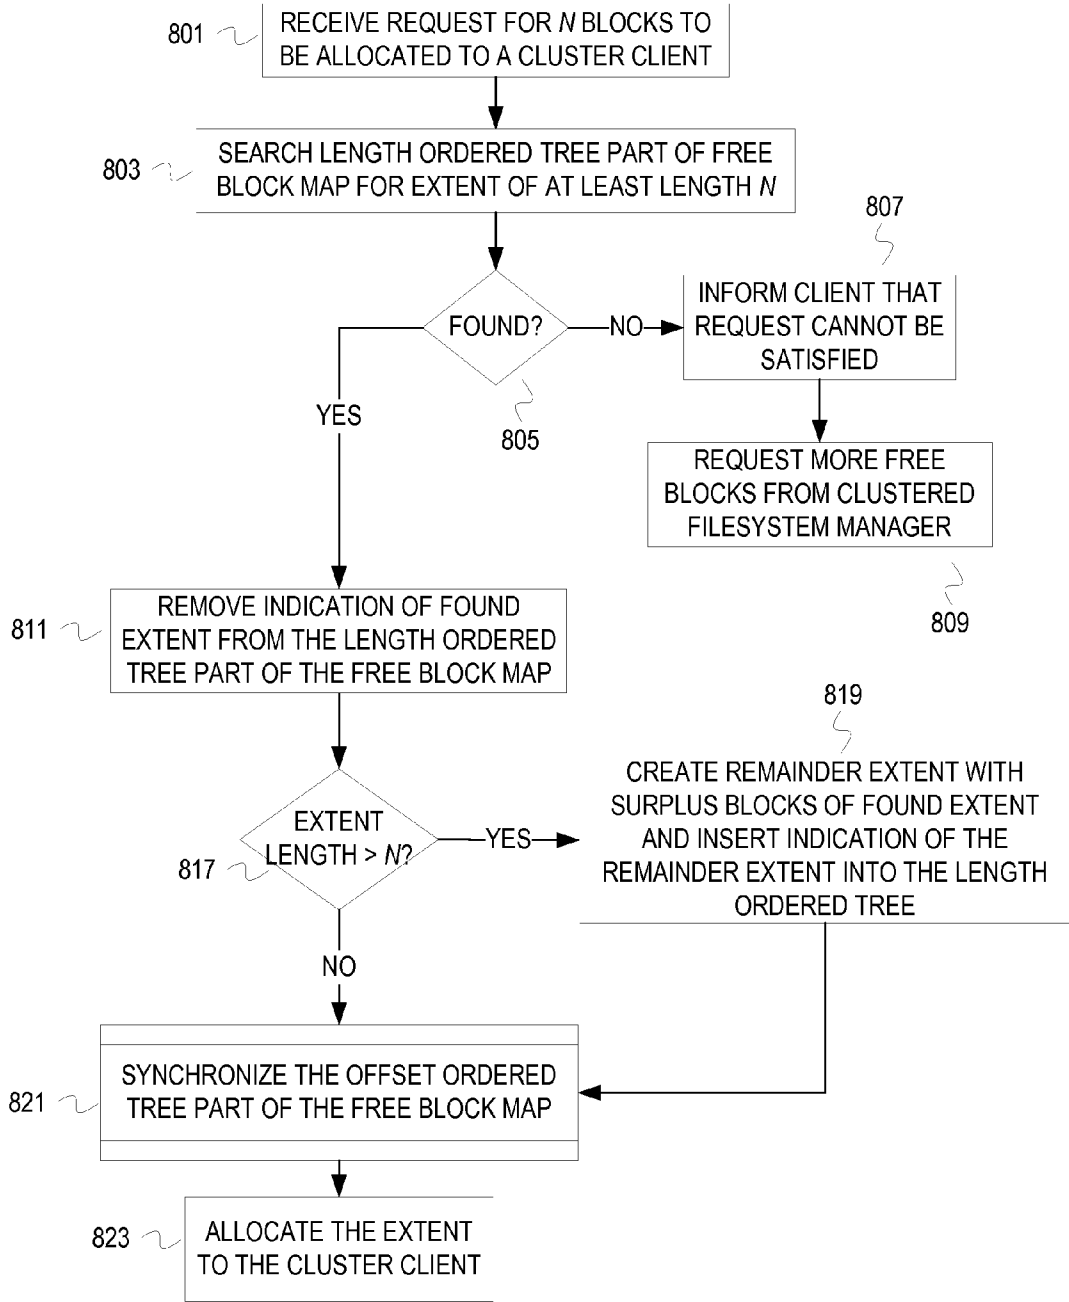 801
RECEIVE REQUEST FOR N BLOCKS TO
BE ALLOCATED TO A CLUSTER CLIENT
803
SEARCH LENGTH ORDERED TREE PART OF FREE
BLOCK MAP FOR EXTENT OF AT LEAST LENGTH N
807
FOUND?
NO
INFORM CLIENT THAT
REQUEST CANNOT BE
SATISFIED
YES
805
REQUEST MORE FREE
BLOCKS FROM CLUSTERED
FILESYSTEM MANAGER
809
811
REMOVE INDICATION OF FOUND
EXTENT FROM THE LENGTH ORDERED
TREE PART OF THE FREE BLOCK MAP
819
817
EXTENT
LENGTH > N?
YES
CREATE REMAINDER EXTENT WITH
SURPLUS BLOCKS OF FOUND EXTENT
AND INSERT INDICATION OF THE
REMAINDER EXTENT INTO THE LENGTH
ORDERED TREE
NO
821
SYNCHRONIZE THE OFFSET ORDERED
TREE PART OF THE FREE BLOCK MAP
823
ALLOCATE THE EXTENT
TO THE CLUSTER CLIENT